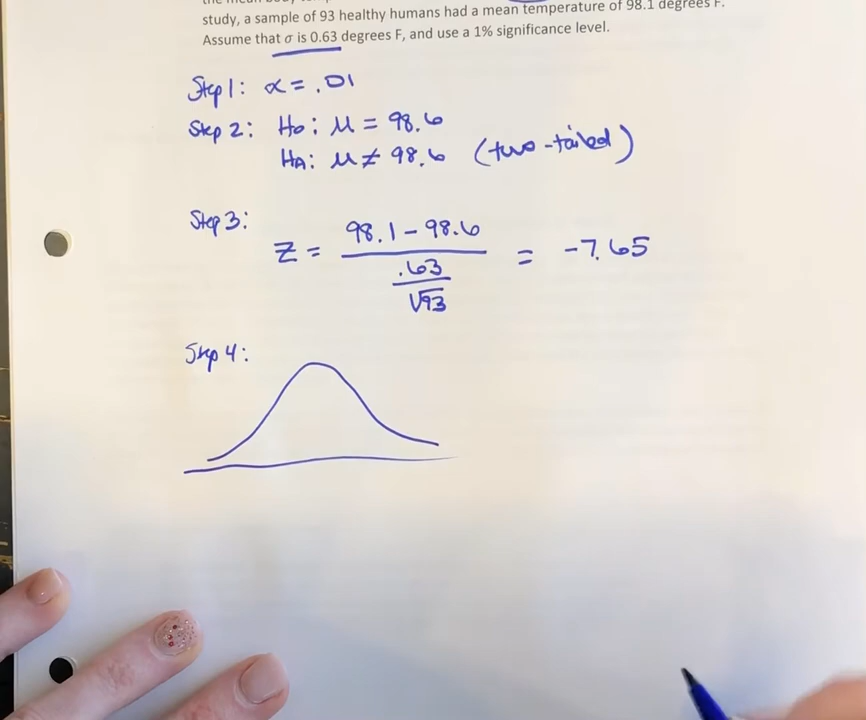 study, a sample of 93 healthy humans had a mean temperature of 98.1 degrees F.
Assume that σ is 0.63 degrees F, and use a 1% significance level.
Step 1: α = .01
Step 2: H₀: μ = 98.6
Hₐ: μ ≠ 98.6 (two-tailed)
Step 3:
Z = (98.1 - 98.6) / (.63 / √93) = -7.65
Step 4: